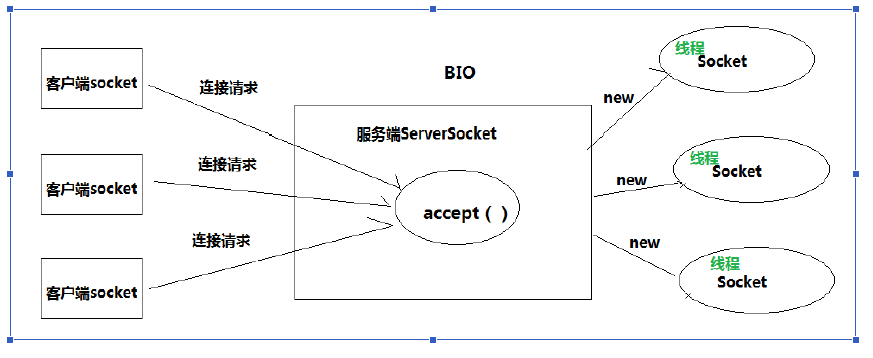 BIO
客户端socket
连接请求
客户端socket
连接请求
客户端socket
连接请求
服务端ServerSocket
accept（ ）
new
线程
Socket
new
线程
Socket
new
线程
Socket